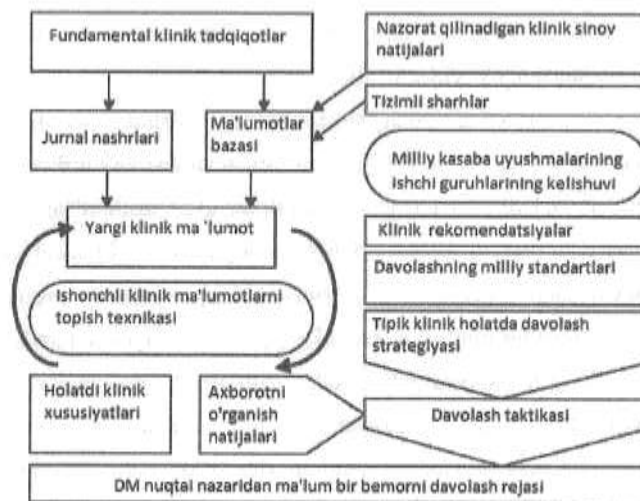 Fundamental klinik tadqiqotlar
Nazorat qilinadigan klinik sinov
natijalari
Tizimli sharhlar
Jurnal nashrlari
Ma'lumotlar
bazasi
Milliy kasaba uyushmalarining
ishchi guruhlarining kelishuvi
Yangi klinik ma 'lumot
Klinik rekomendatsiyalar
Davolashning milliy standartlari
Ishonchli klinik ma'lumotlarni
topish texnikasi
Tipik klinik holatda davolash
strategiyasi
Holatdi klinik
xususiyatlari
Axborotni
o'rganish
natijalari
Davolash taktikasi
DM nuqtai nazaridan ma'lum bir bemorni davolash rejasi